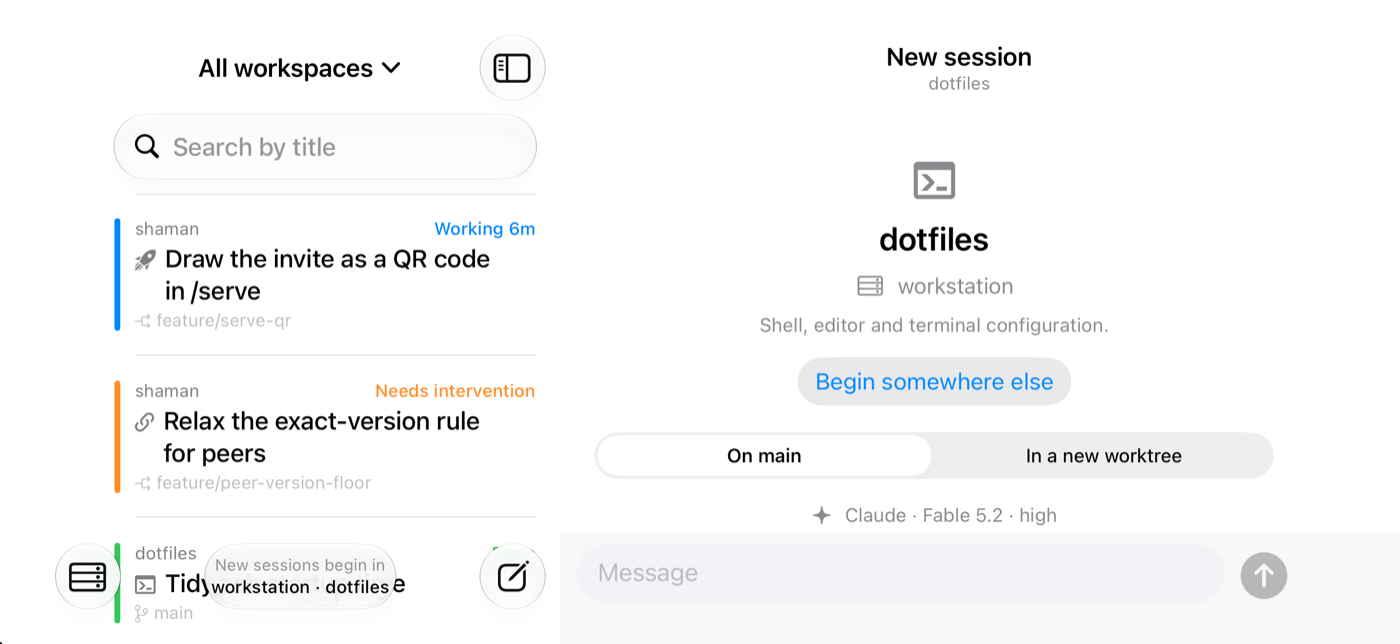 All workspaces
Search by title
shaman
Working 6m
Draw the invite as a QR code
in /serve
feature/serve-qr
shaman
Needs intervention
Relax the exact-version rule
for peers
feature/peer-version-floor
dotfiles
Tidy
e
main
New sessions begin in
workstation · dotfiles
New session
dotfiles
dotfiles
workstation
Shell, editor and terminal configuration.
Begin somewhere else
On main
In a new worktree
Claude · Fable 5.2 · high
Message